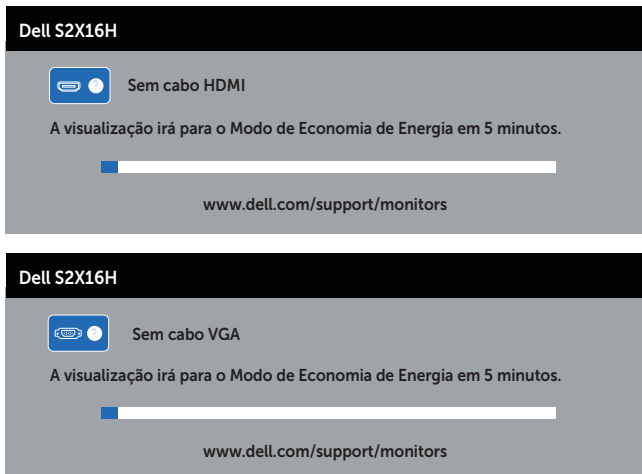 Dell S2X16H
Sem cabo HDMI
A visualização irá para o Modo de Economia de Energia em 5 minutos.
www.dell.com/support/monitors
Dell S2X16H
Sem cabo VGA
A visualização irá para o Modo de Economia de Energia em 5 minutos.
www.dell.com/support/monitors